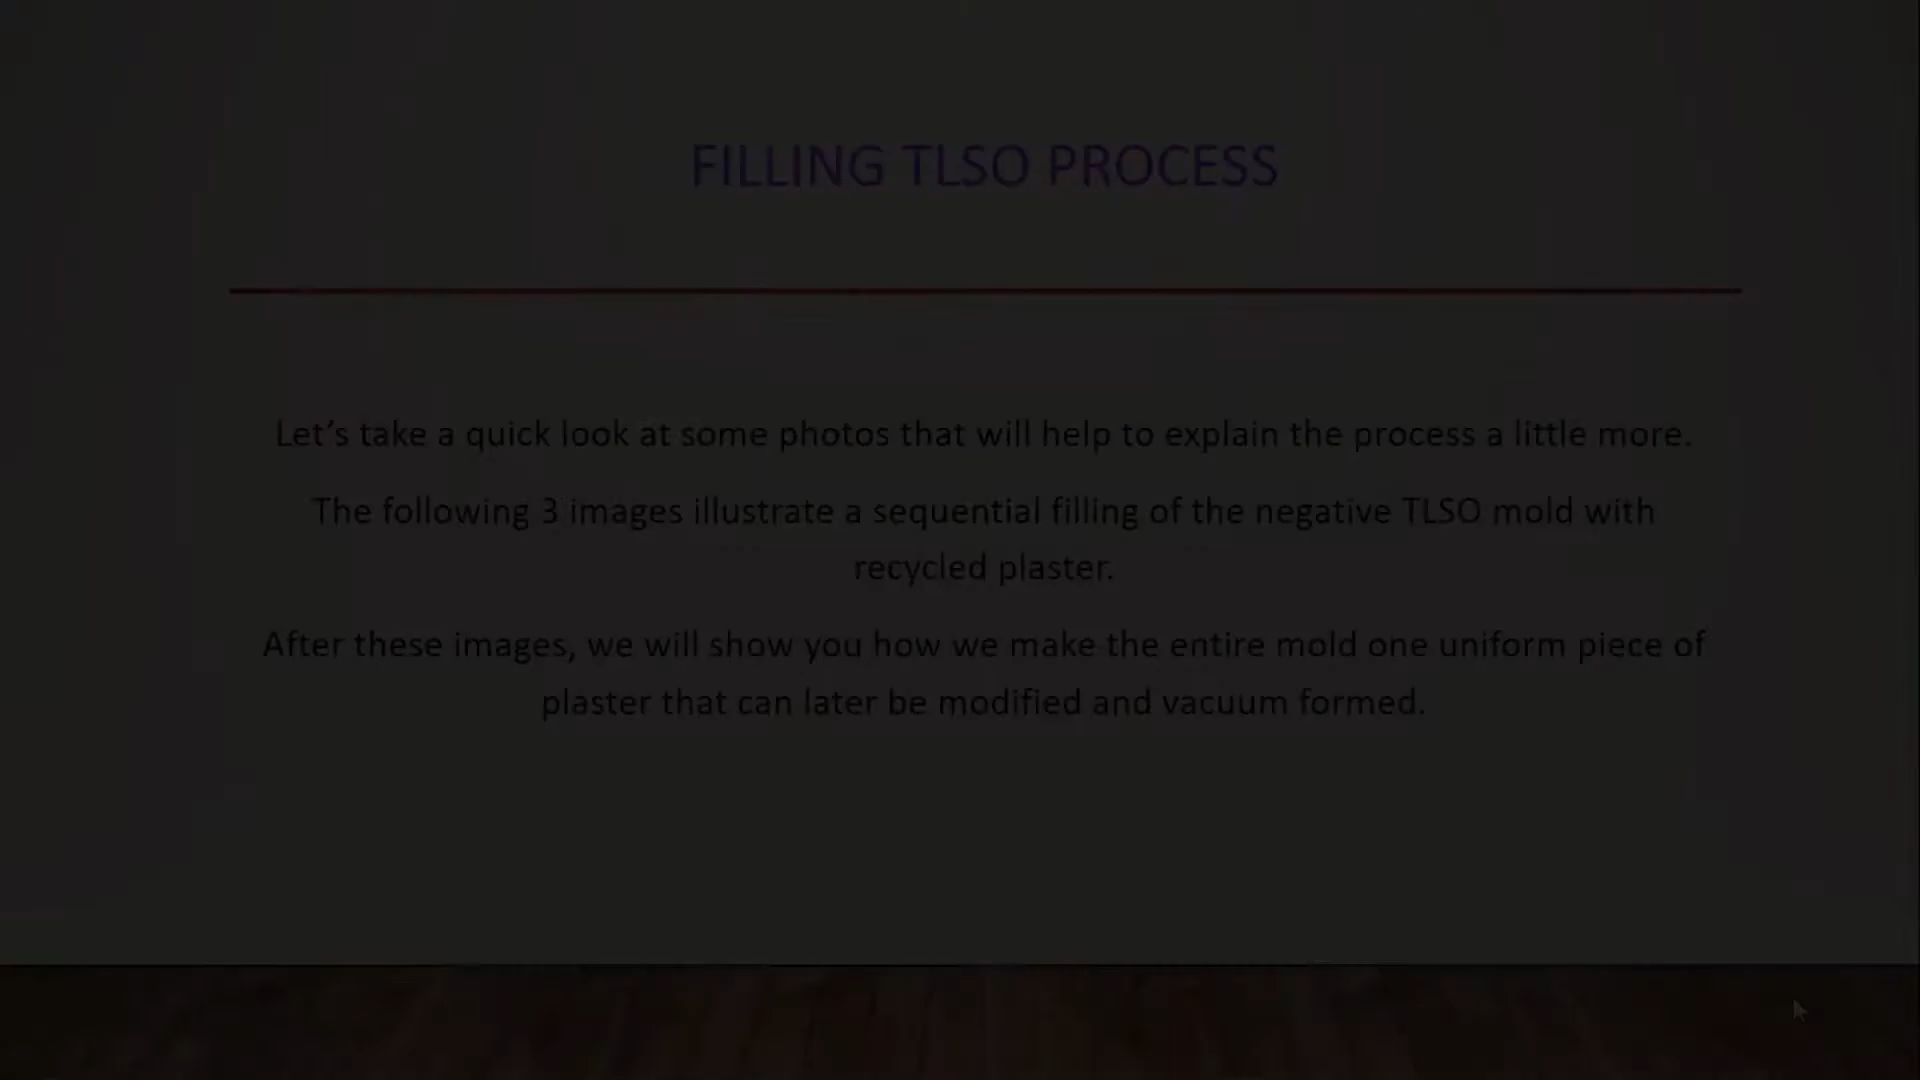 FILLING TLSO PROCESS
Let’s take a quick look at some photos that will help to explain the process a little more.
The following 3 images illustrate a sequential filling of the negative TLSO mold with
recycled plaster.
After these images, we will show you how we make the entire mold one uniform piece of
plaster that can later be modified and vacuum formed.